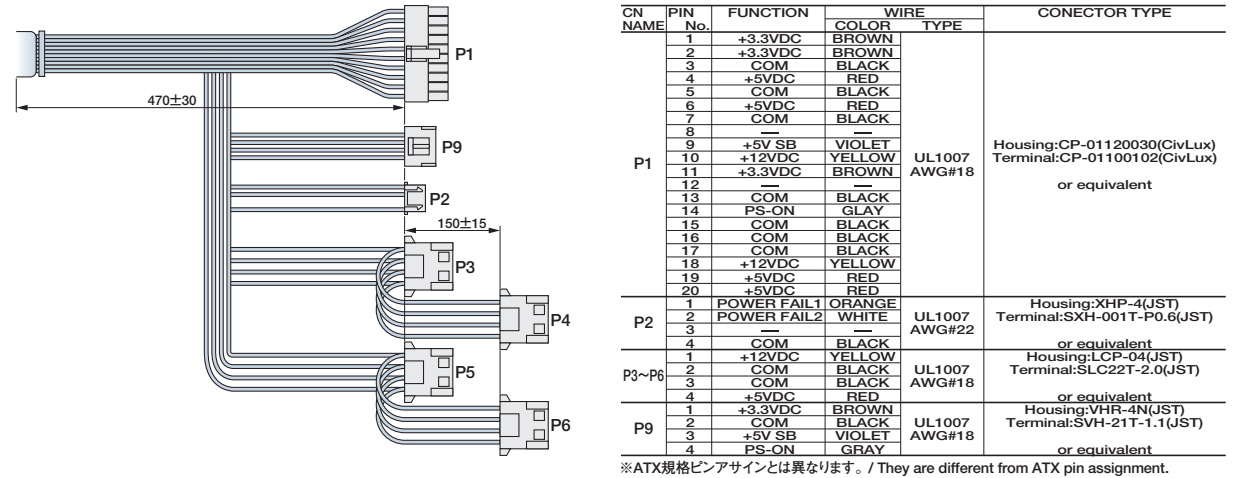 P1
470±30
P9
P2
150±15
P3
P4
P5
P6
CN NAME PIN No. FUNCTION WIRE COLOR TYPE CONECTOR TYPE
P1 UL1007 AWG#18 Housing:CP-01120030(CivLux) Terminal:CP-01100102(CivLux) or equivalent
1 +3.3VDC BROWN
2 +3.3VDC BROWN
3 COM BLACK
4 +5VDC RED
5 COM BLACK
6 +5VDC RED
7 COM BLACK
8 — —
9 +5V SB VIOLET
10 +12VDC YELLOW
11 +3.3VDC BROWN
12 — —
13 COM BLACK
14 PS-ON GLAY
15 COM BLACK
16 COM BLACK
17 COM BLACK
18 +12VDC YELLOW
19 +5VDC RED
20 +5VDC RED
P2 UL1007 AWG#22 Housing:XHP-4(JST) Terminal:SXH-001T-P0.6(JST) or equivalent
1 POWER FAIL1 ORANGE
2 POWER FAIL2 WHITE
3 — —
4 COM BLACK
P3～P6 UL1007 AWG#18 Housing:LCP-04(JST) Terminal:SLC22T-2.0(JST) or equivalent
1 +12VDC YELLOW
2 COM BLACK
3 COM BLACK
4 +5VDC RED
P9 UL1007 AWG#18 Housing:VHR-4N(JST) Terminal:SVH-21T-1.1(JST) or equivalent
1 +3.3VDC BROWN
2 COM BLACK
3 +5V SB VIOLET
4 PS-ON GRAY
※ATX規格ピンアサインとは異なります。/ They are different from ATX pin assignment.